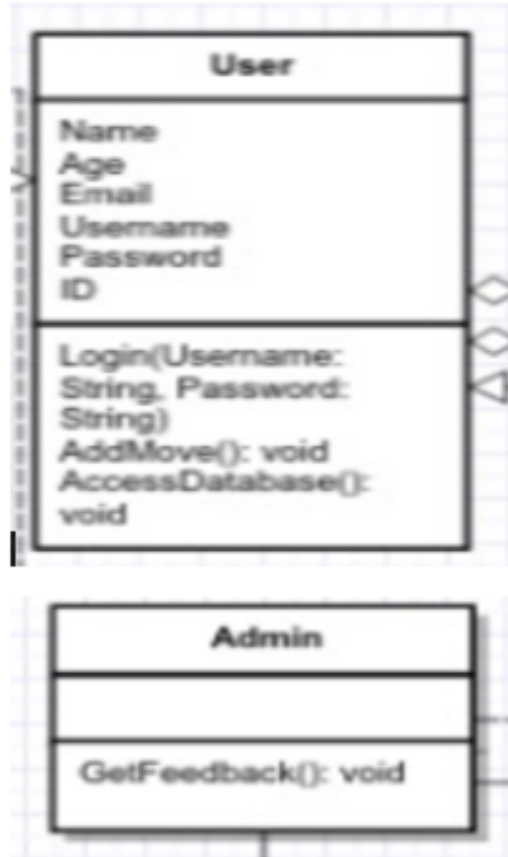 User
Name
Age
Email
Username
Password
ID
Login(Username:
String, Password:
String)
AddMove(): void
AccessDatabase():
void
Admin
GetFeedback(): void